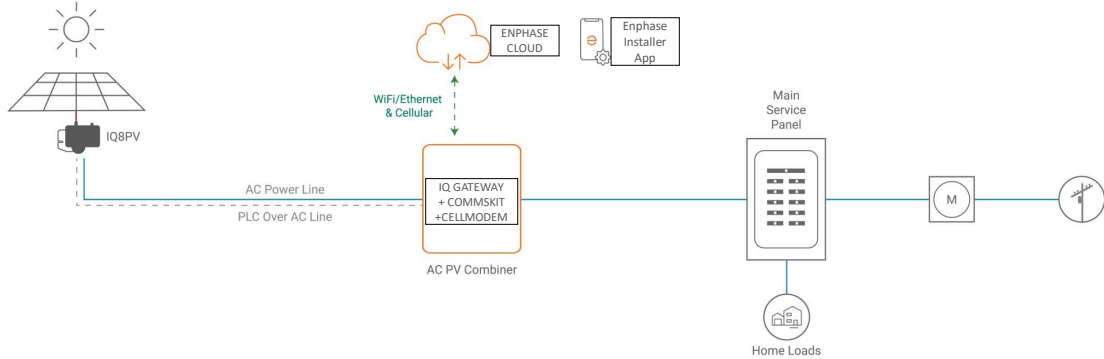 ENPHASE
CLOUD
Enphase
Installer
App
WiFi/Ethernet
& Cellular
Main
Service
Panel
IQ8PV
AC Power Line
PLC Over AC Line
IQ GATEWAY
+ COMMSKIT
+CELLMODEM
M
AC PV Combiner
Home Loads